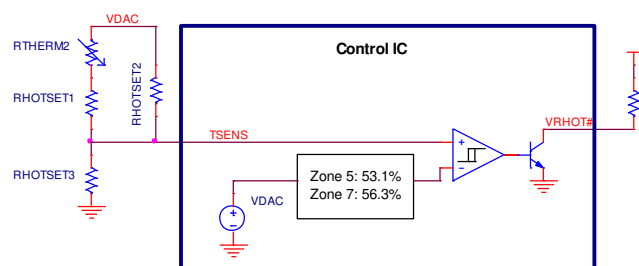 VDAC
RTHERM2
Control IC
RHOTSET2
RHOTSET1
TSENS
VRHOT#
RHOTSET3
Zone 5: 53.1%
Zone 7: 56.3%
VDAC